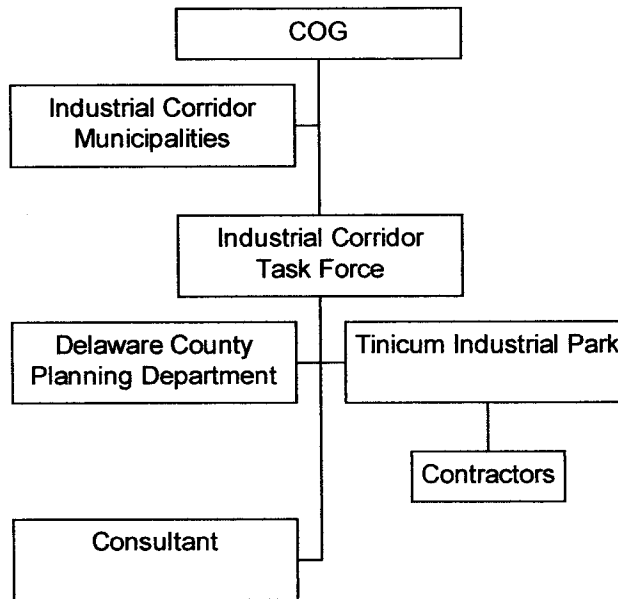 COG
Industrial Corridor
Municipalities
Industrial Corridor
Task Force
Delaware County
Planning Department
Tinicum Industrial Park
Contractors
Consultant